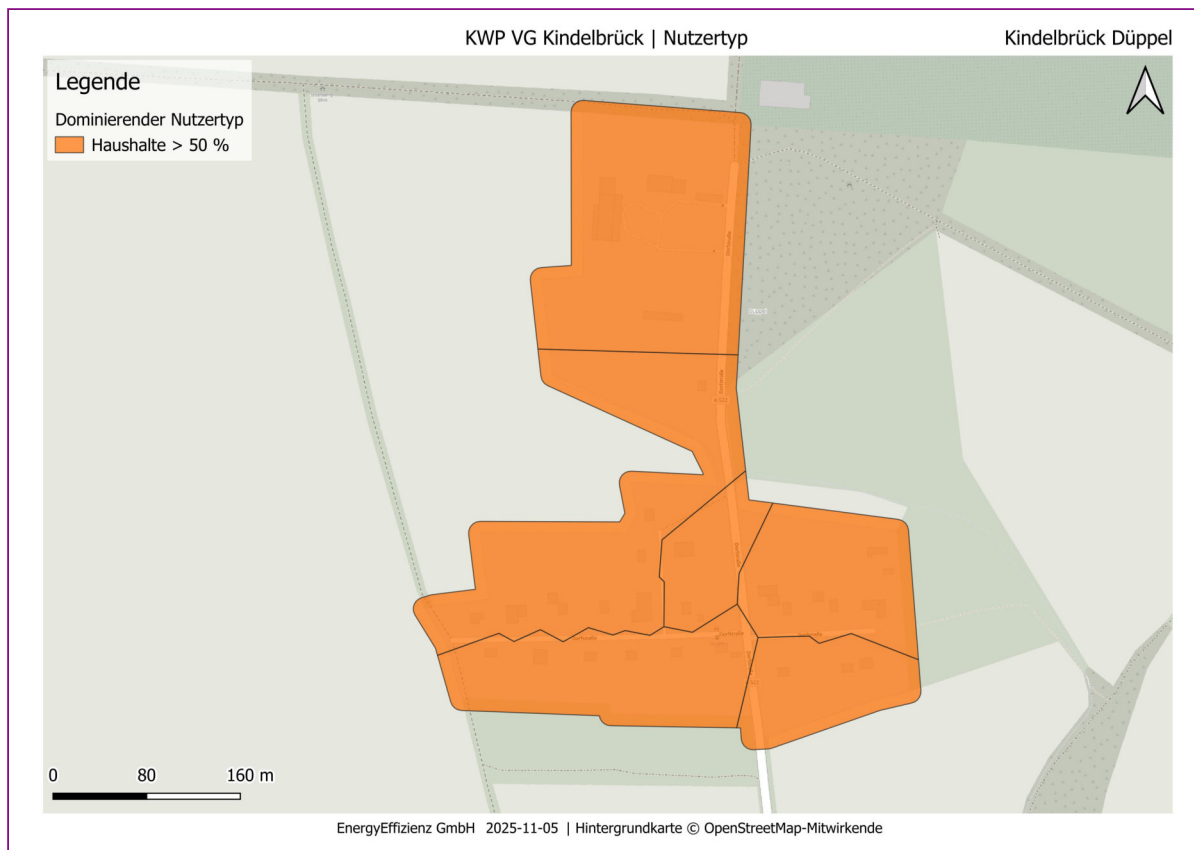 KWP VG Kindelbrück | Nutzertyp
Kindelbrück Düppel
Legende
Dominierender Nutzertyp
Haushalte > 50 %
0 80 160 m
EnergyEffizienz GmbH 2025-11-05 | Hintergrundkarte © OpenStreetMap-Mitwirkende